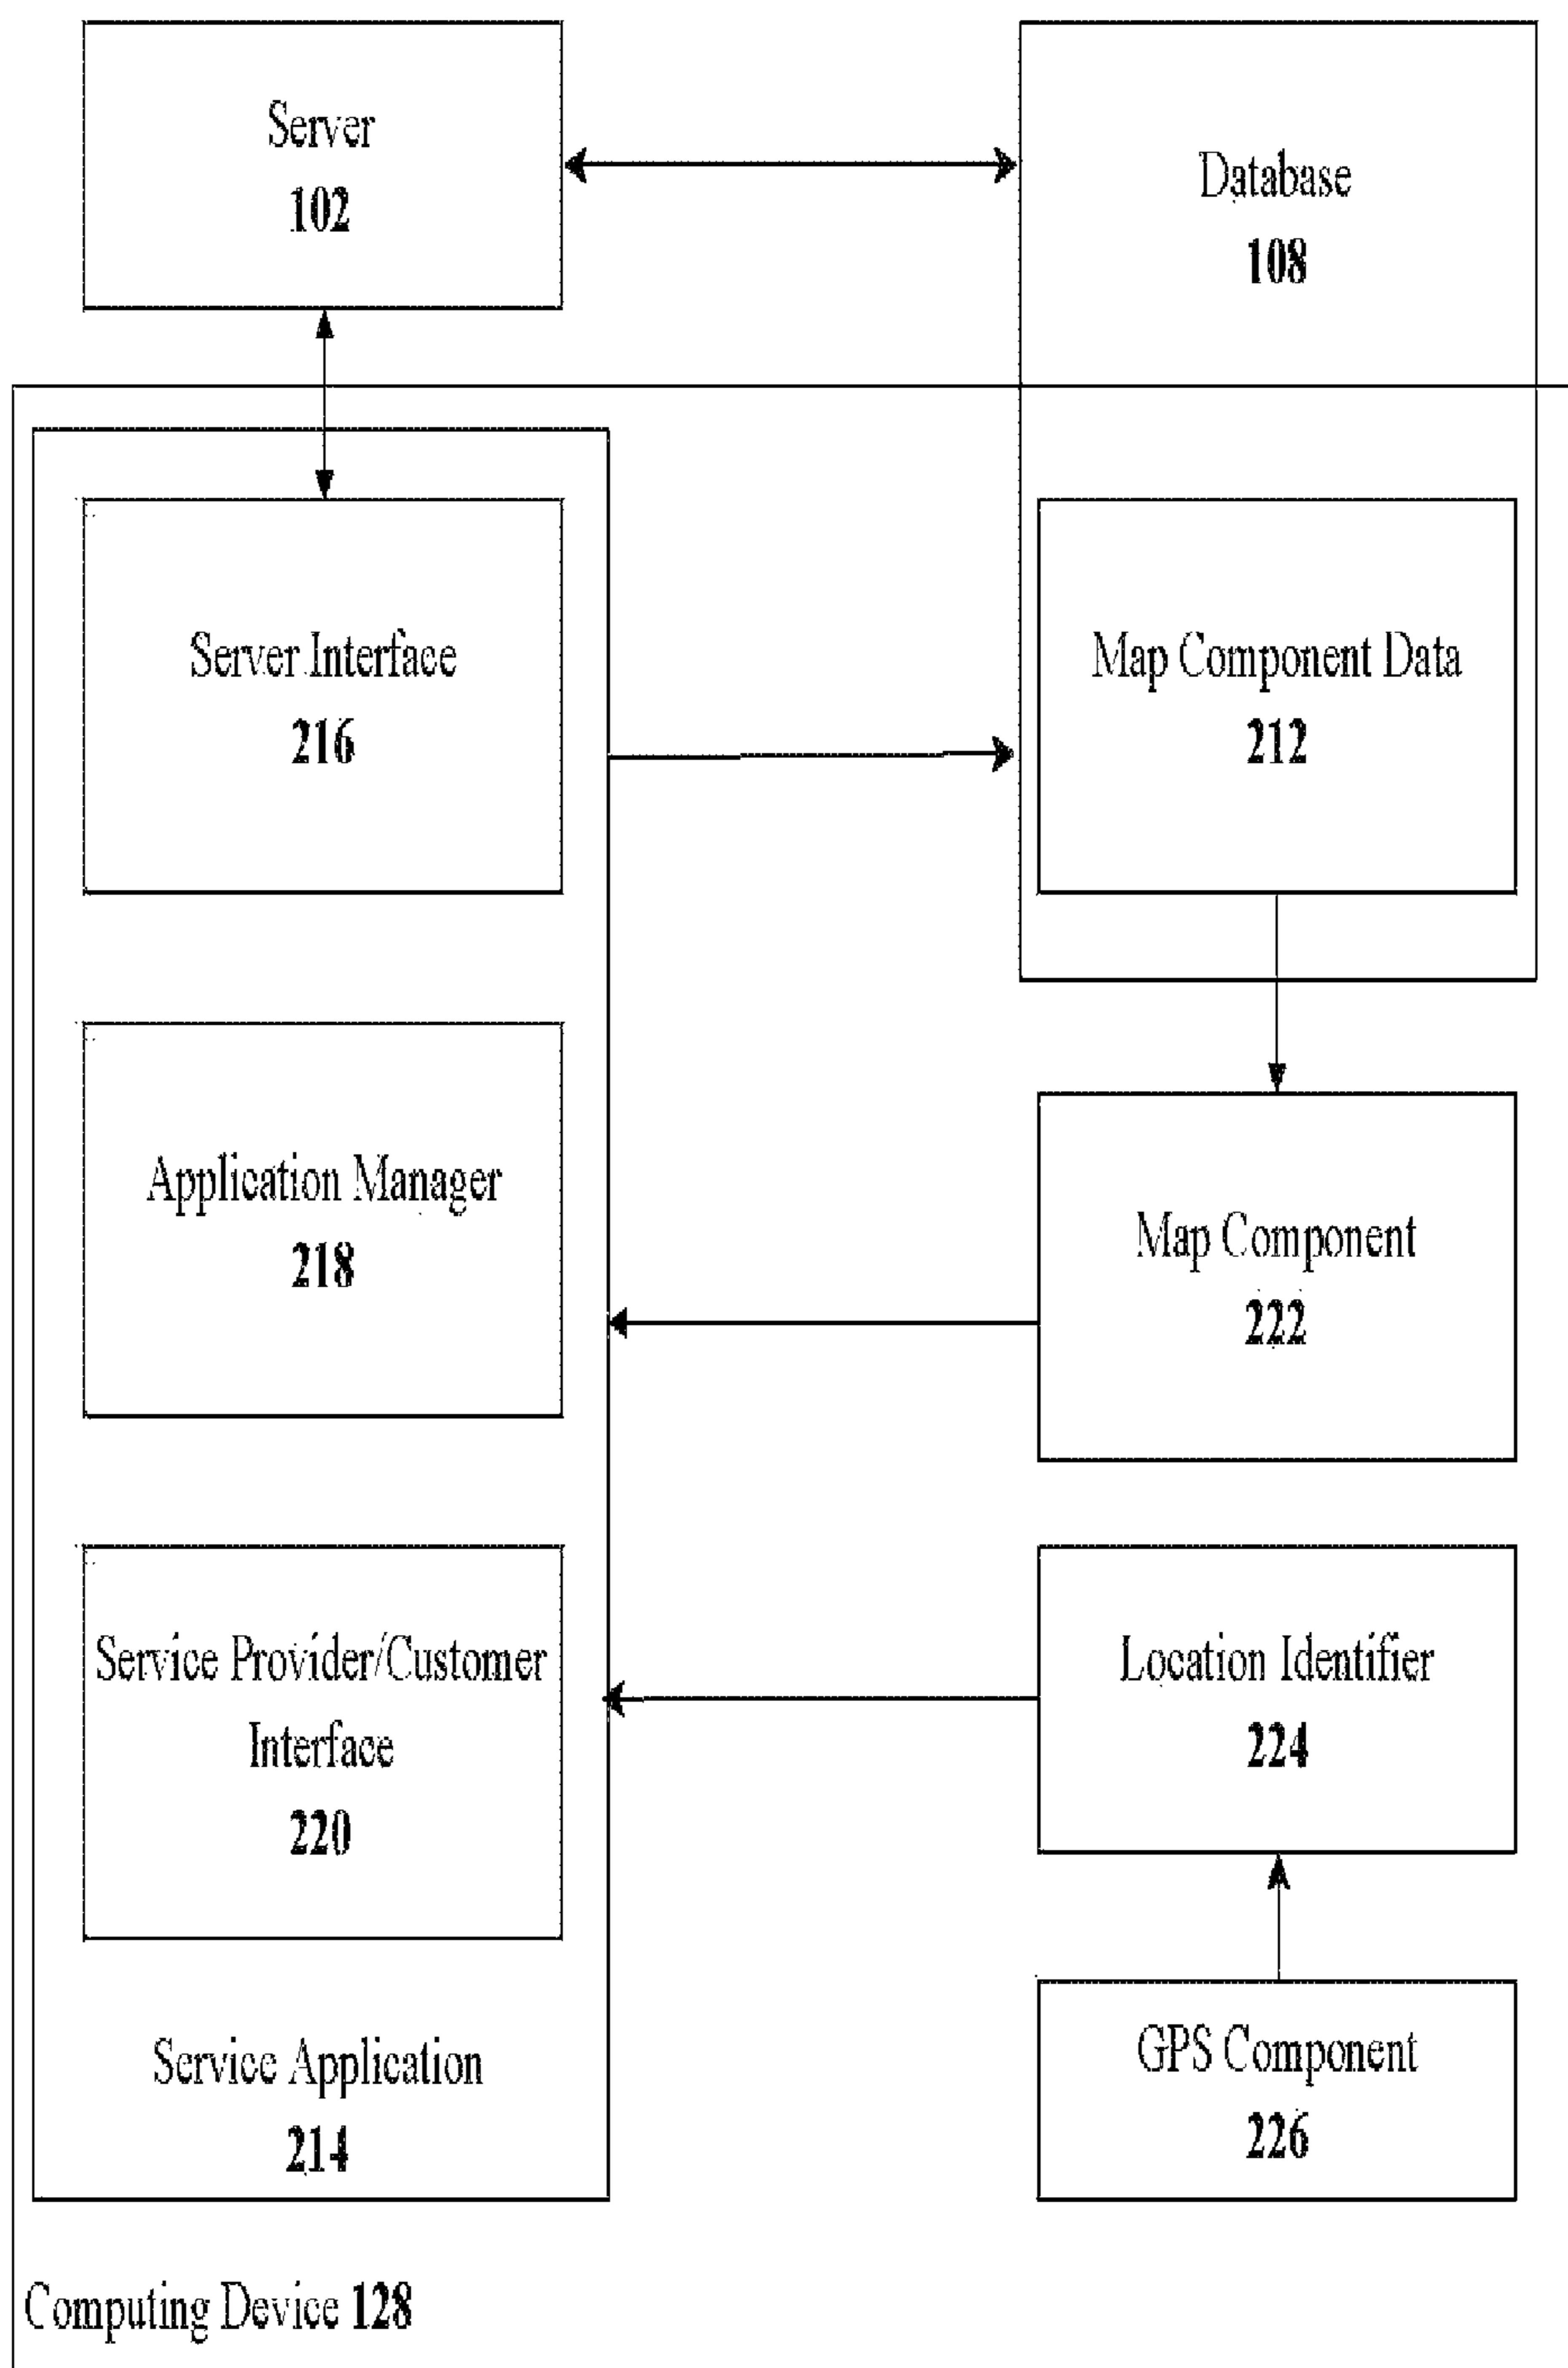 Server
102
Database
108
Server Interface
216
Map Component Data
212
Application Manager
218
Map Component
222
Service Provider/Customer
Interface
220
Location Identifier
224
Service Application
214
GPS Component
226
Computing Device 128